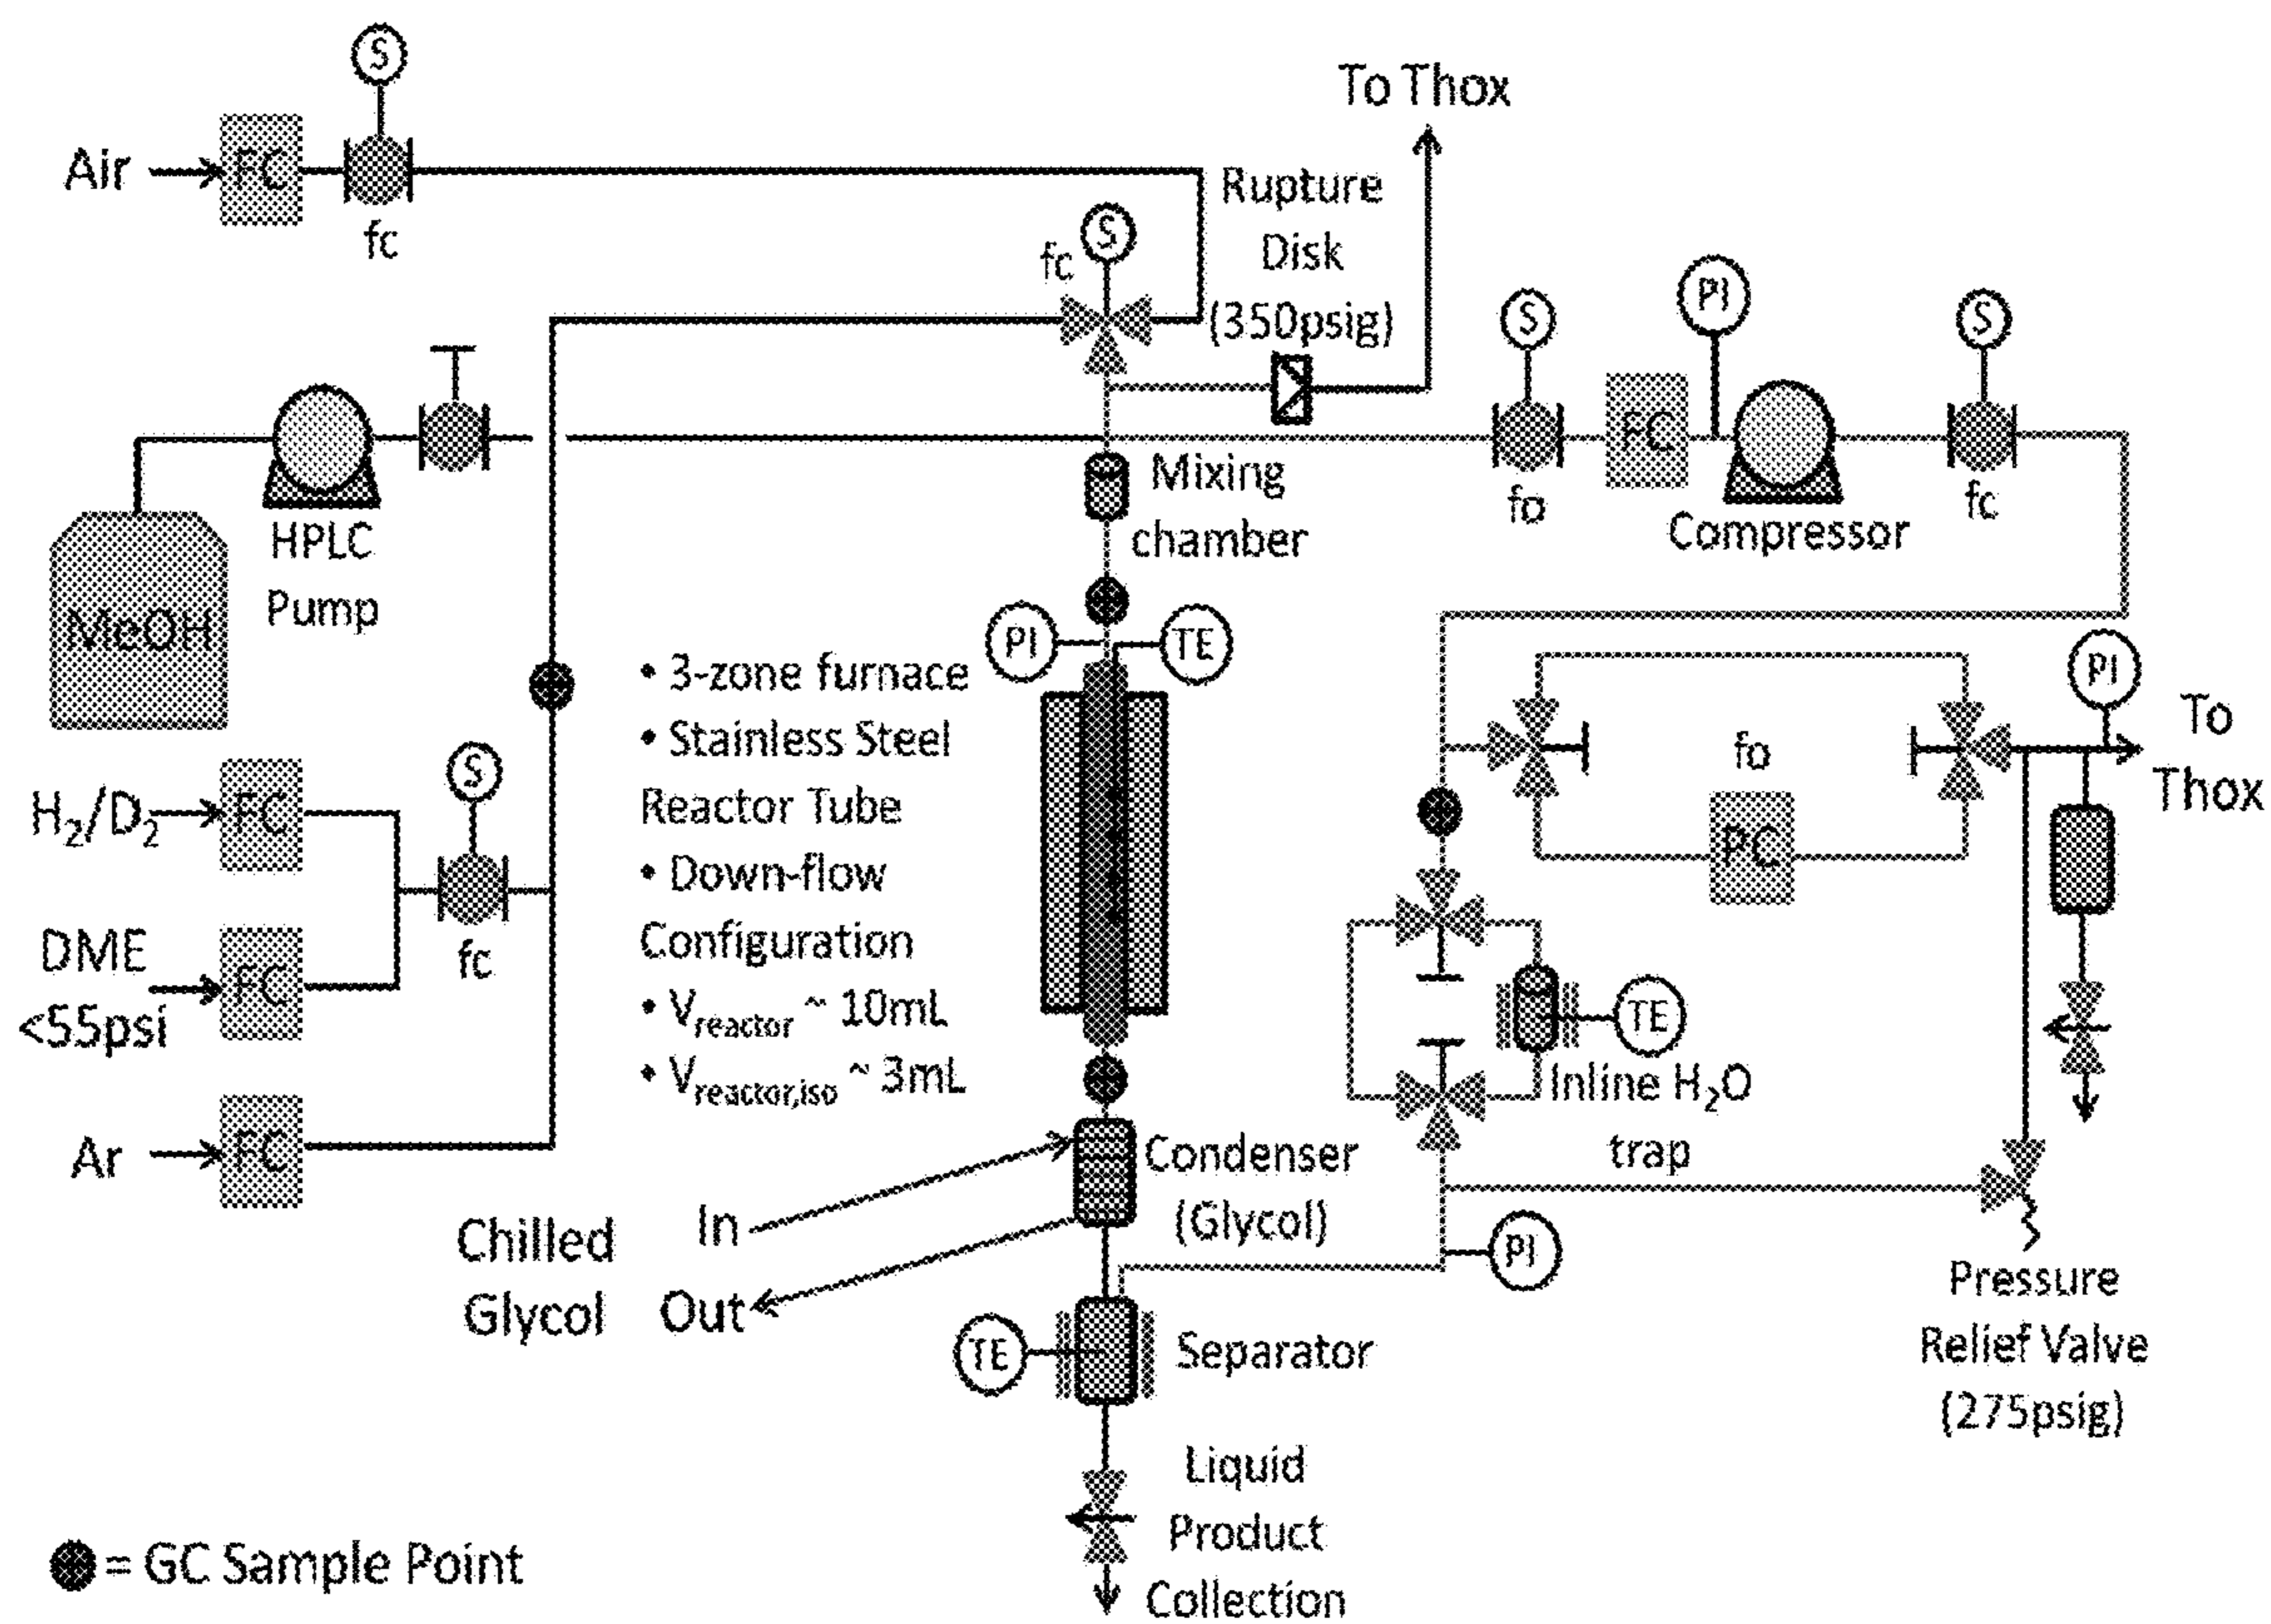 S
To Thox
Air
FC
fc
Rupture
Disk
(350psig)
fc
S
S
PI
S
FC
fo
Compressor
fc
Mixing
chamber
HPLC
Pump
MeOH
PI
TE
• 3-zone furnace
• Stainless Steel
Reactor Tube
• Down-flow
Configuration
• Vreactor ~ 10mL
• Vreactor,iso ~ 3mL
PI
To
Thox
fo
PC
S
H2/D2
FC
fc
DME
<55psi
FC
Ar
FC
TE
Inline H2O
trap
Condenser
(Glycol)
Chilled
Glycol
In
Out
PI
TE
Separator
Pressure
Relief Valve
(275psig)
Liquid
Product
Collection
= GC Sample Point